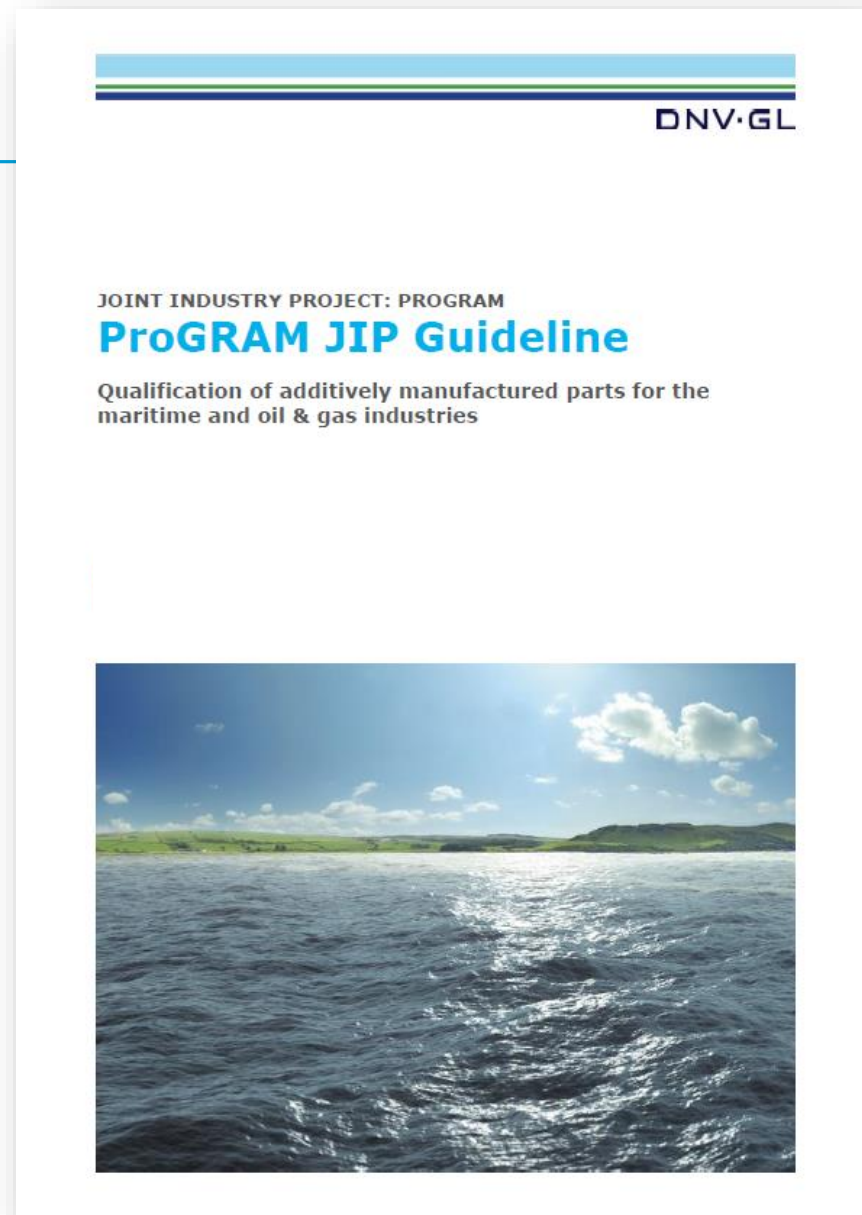 DNV·GL
JOINT INDUSTRY PROJECT: PROGRAM
ProGRAM JIP Guideline
Qualification of additively manufactured parts for the
maritime and oil & gas industries